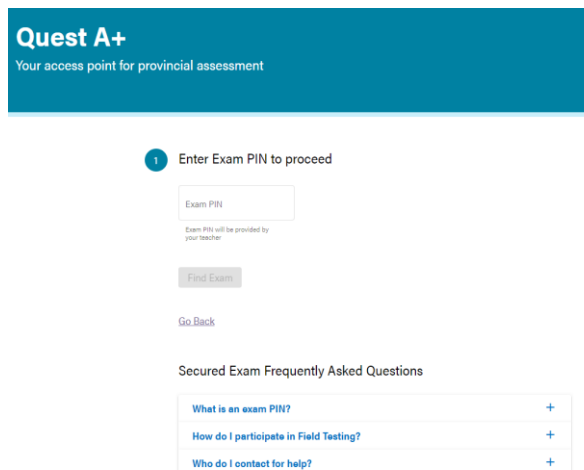 Quest A+
Your access point for provincial assessment
1 Enter Exam PIN to proceed
Exam PIN
Exam PIN will be provided by
your teacher
Find Exam
Go Back
Secured Exam Frequently Asked Questions
What is an exam PIN? +
How do I participate in Field Testing? +
Who do I contact for help? +